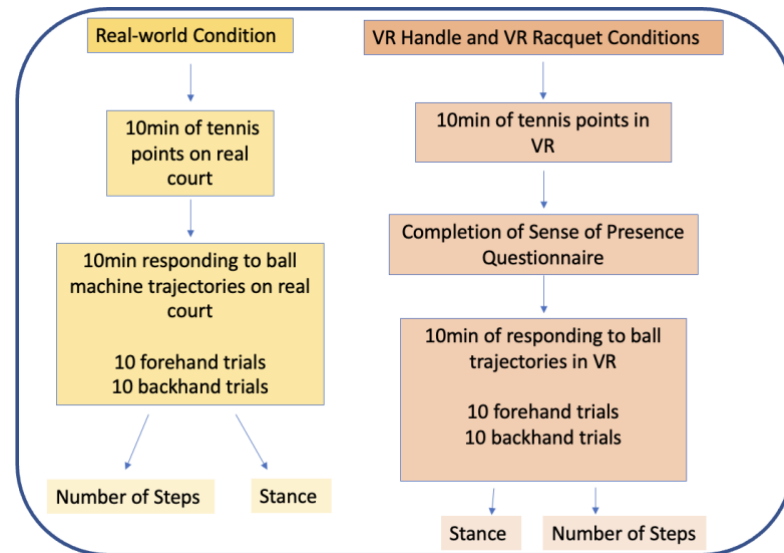 Real-world Condition
10min of tennis
points on real
court
10min responding to ball
machine trajectories on real
court
10 forehand trials
10 backhand trials
Number of Steps
Stance
VR Handle and VR Racquet Conditions
10min of tennis points in
VR
Completion of Sense of Presence
Questionnaire
10min of responding to ball
trajectories in VR
10 forehand trials
10 backhand trials
Stance
Number of Steps